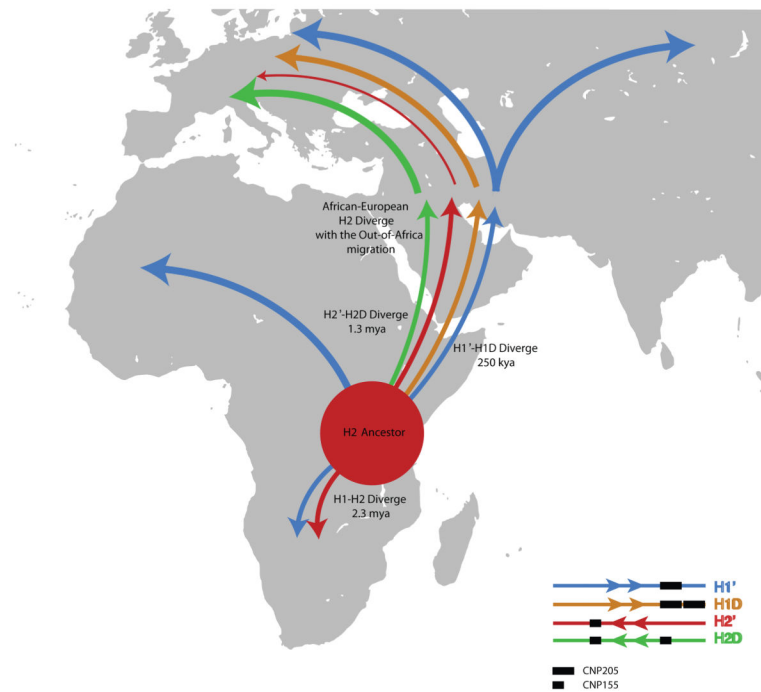 African-European
H2 Diverge
with the Out-of-Africa
migration
H2'-H2D Diverge
1.3 mya
H1'-H1D Diverge
250 kya
H2 Ancestor
H1-H2 Diverge
2.3 mya
H1'
H1D
H2'
H2D
CNP205
CNP155